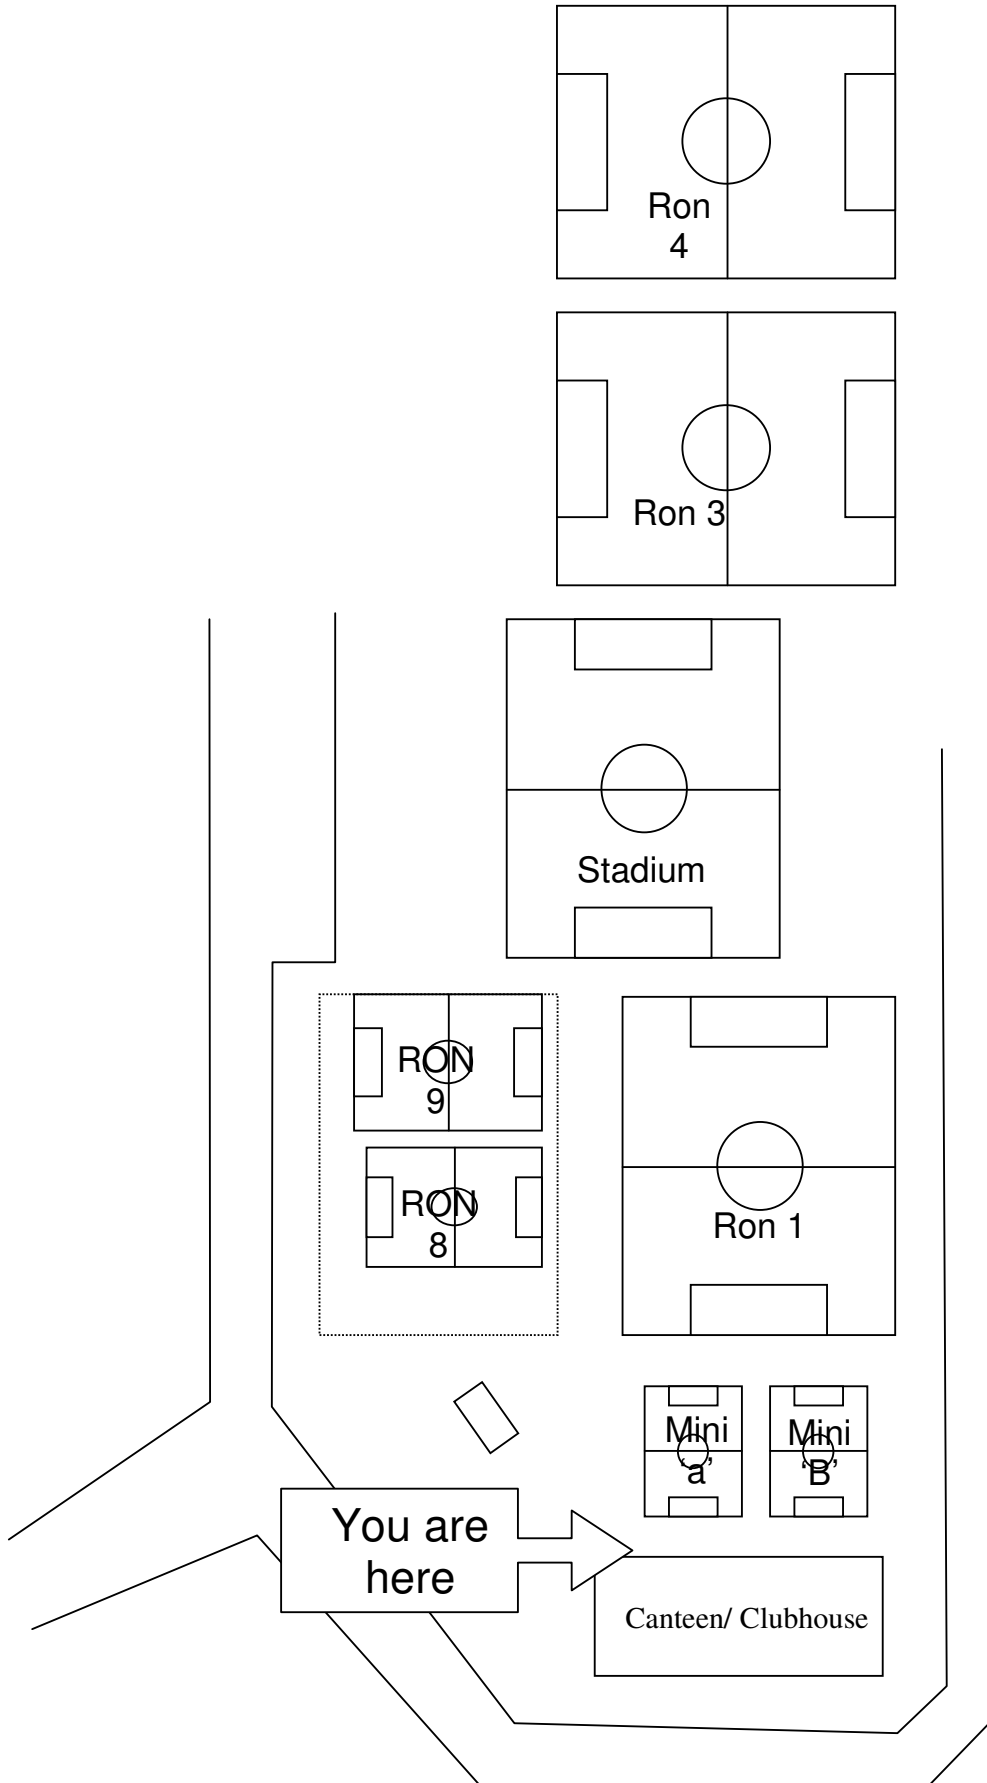 Ron
4
Ron 3
Stadium
RON
9
RON
8
Ron 1
Mini
‘a’
Mini
‘B’
You are
here
Canteen/ Clubhouse